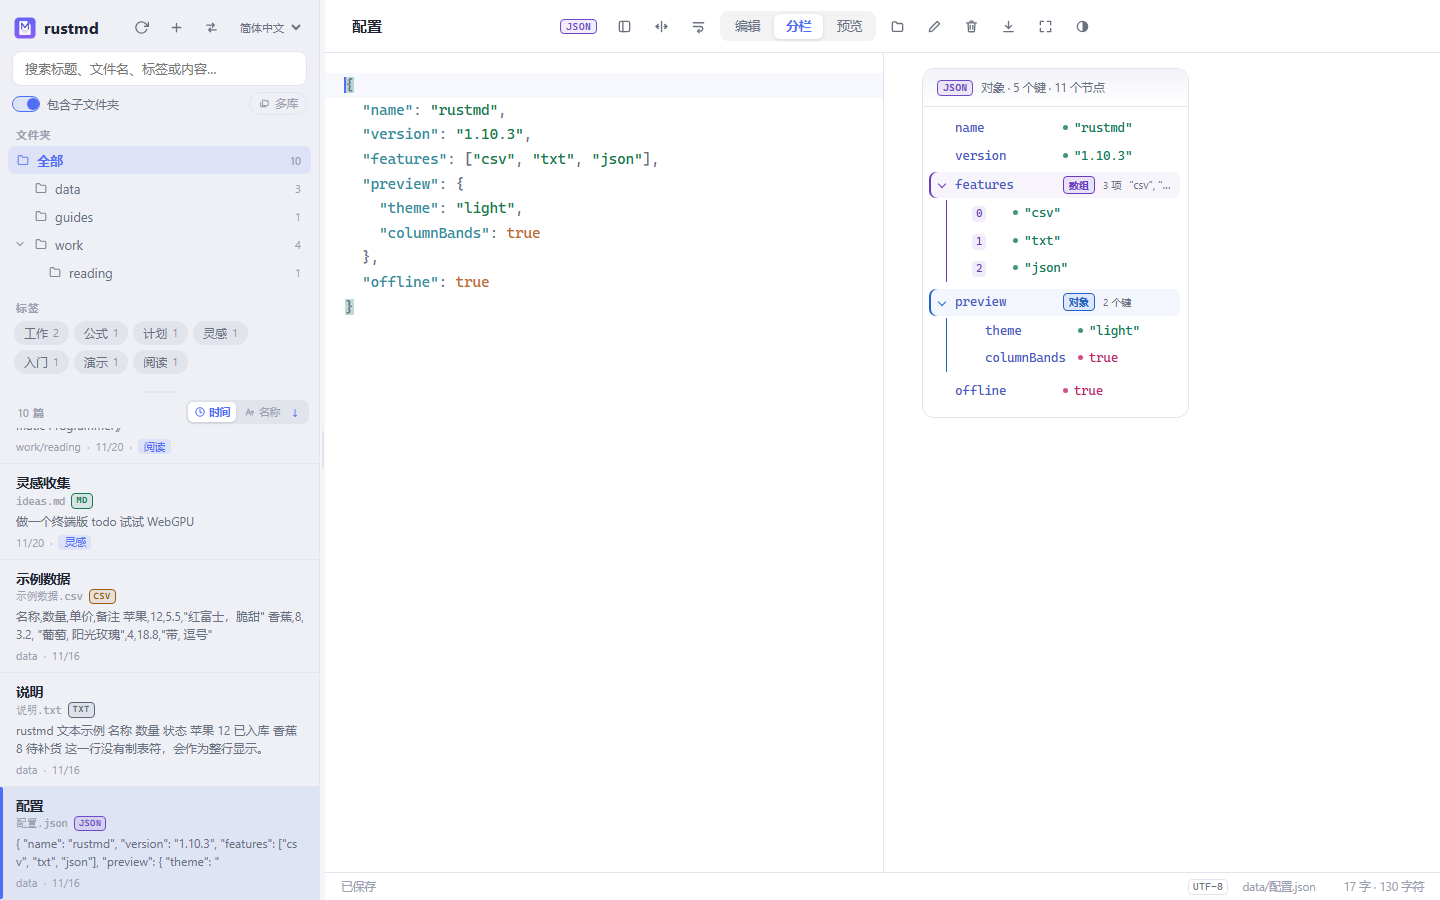 rustmd
简体中文
搜索标题、文件名、标签或内容...
包含子文件夹
多库
文件夹
全部 10
data 3
guides 1
work 4
reading 1
标签
工作 2 公式 1 计划 1 灵感 1
入门 1 演示 1 阅读 1
10 篇 时间 名称 ↓
work/reading · 11/20 · 阅读
灵感收集
ideas.md MD
做一个终端版 todo 试试 WebGPU
11/20 · 灵感
示例数据
示例数据.csv CSV
名称,数量,单价,备注 苹果,12,5.5,"红富士，脆甜" 香蕉,8,
3.2, "葡萄, 阳光玫瑰",4,18.8,"带, 逗号"
data · 11/16
说明
说明.txt TXT
rustmd 文本示例 名称 数量 状态 苹果 12 已入库 香蕉
8 待补货 这一行没有制表符，会作为整行显示。
data · 11/16
配置
配置.json JSON
{ "name": "rustmd", "version": "1.10.3", "features": ["cs
v", "txt", "json"], "preview": { "theme": "
data · 11/16
配置
JSON
编辑 分栏 预览
{
"name": "rustmd",
"version": "1.10.3",
"features": ["csv", "txt", "json"],
"preview": {
"theme": "light",
"columnBands": true
},
"offline": true
}
JSON 对象 · 5 个键 · 11 个节点
name "rustmd"
version "1.10.3"
features 数组 3 项 "csv", "...
0 "csv"
1 "txt"
2 "json"
preview 对象 2 个键
theme "light"
columnBands true
offline true
已保存
UTF-8 data/配置.json 17 字 · 130 字符